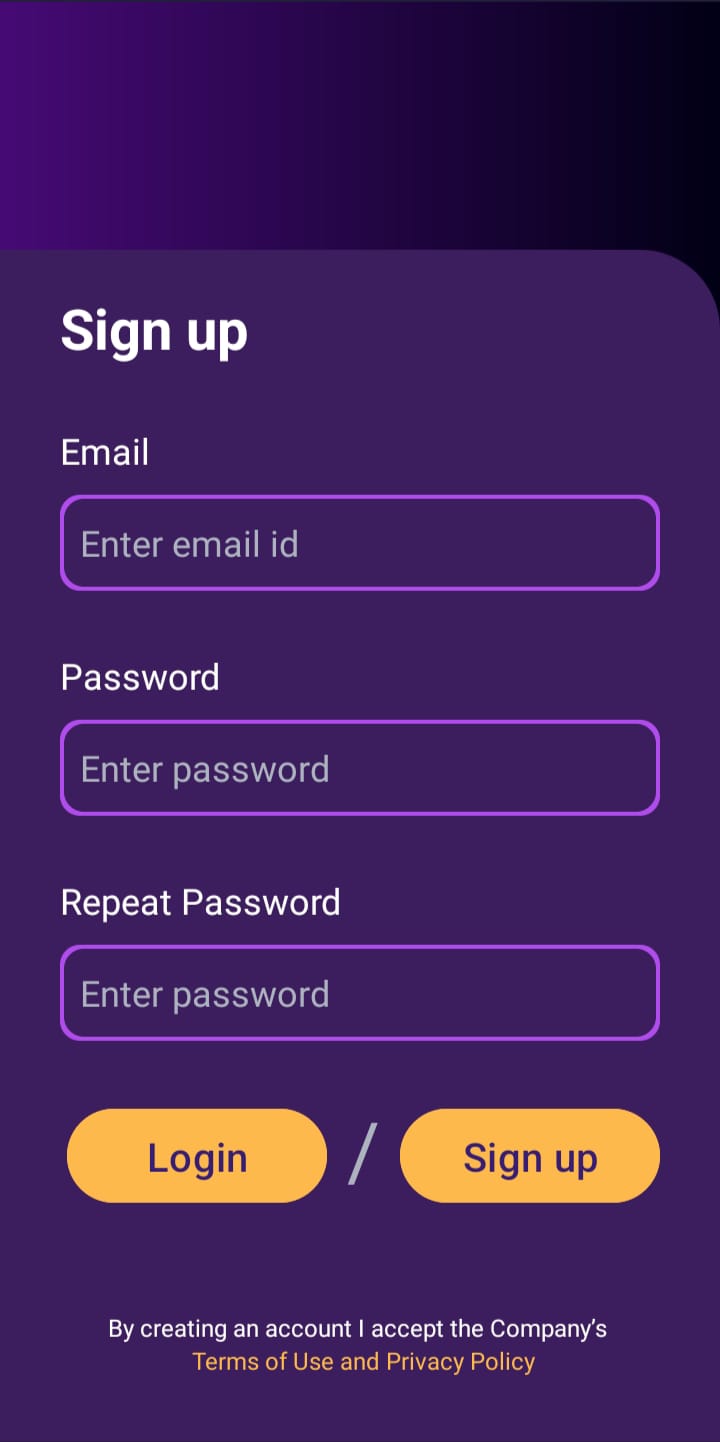 Sign up
Email
Enter email id
Password
Enter password
Repeat Password
Enter password
Login / Sign up
By creating an account I accept the Company’s
Terms of Use and Privacy Policy